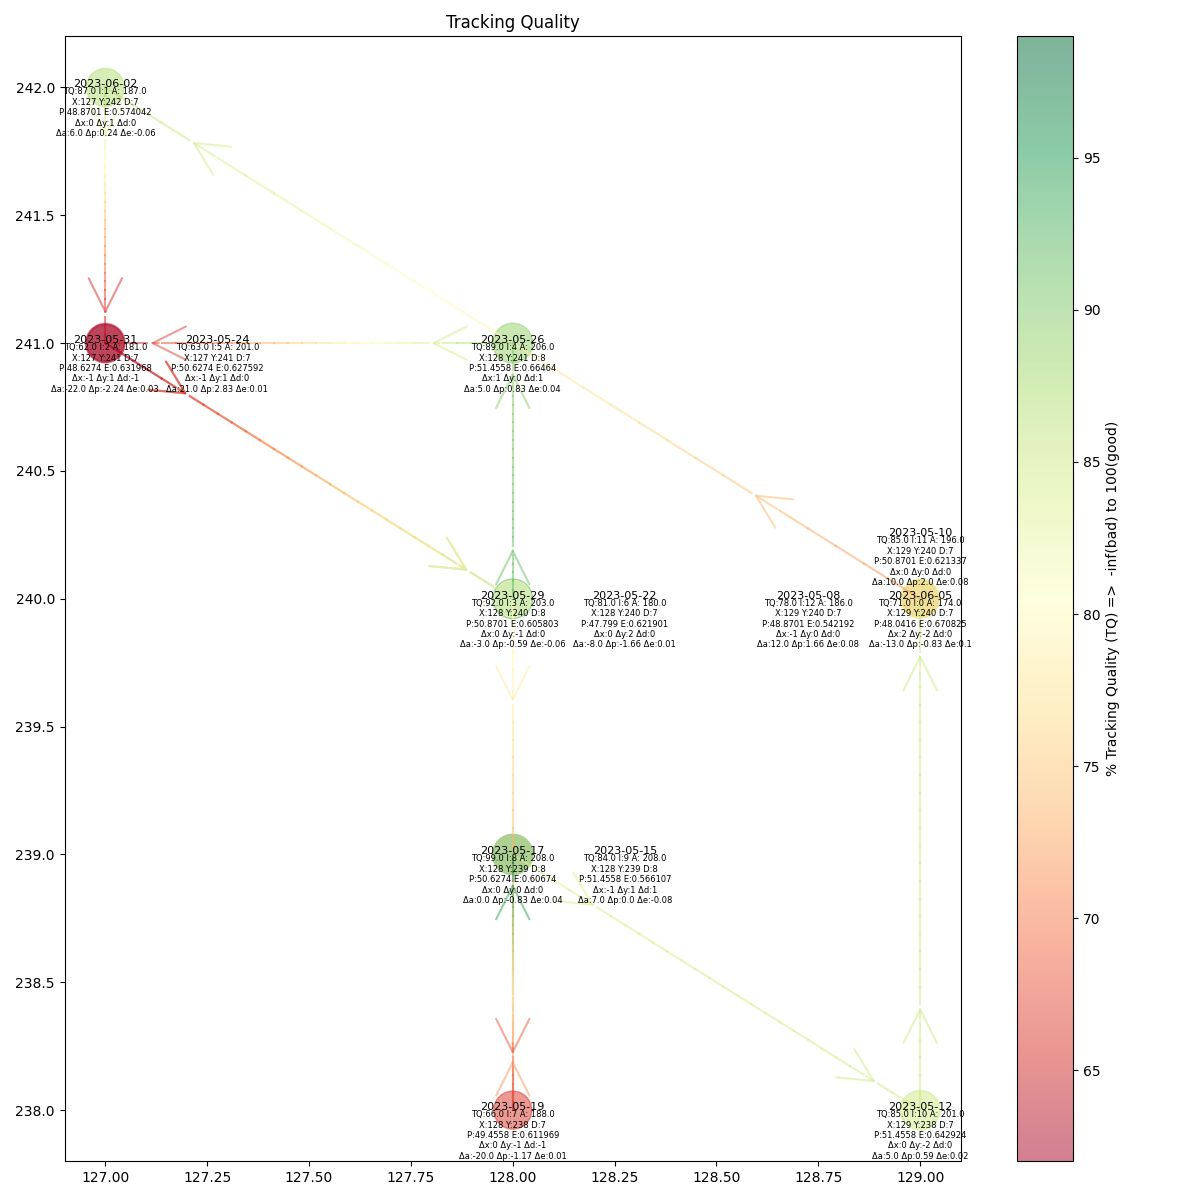 Tracking Quality
242.0
241.5
241.0
240.5
240.0
239.5
239.0
238.5
238.0
127.00
127.25
127.50
127.75
128.00
128.25
128.50
128.75
129.00
2023-06-02
TQ:87.0 I:1 A: 187.0
X:127 Y:242 D:7
P:48.8701 E:0.574042
Δx:0 Δy:1 Δd:0
Δa:6.0 Δp:0.24 Δe:-0.06
2023-05-31
TQ:62.0 I:2 A: 181.0
X:127 Y:241 D:7
P:48.6274 E:0.631968
Δx:-1 Δy:1 Δd:-1
Δa:-22.0 Δp:-2.24 Δe:0.03
2023-05-24
TQ:63.0 I:5 A: 201.0
X:127 Y:241 D:7
P:50.6274 E:0.627592
Δx:-1 Δy:1 Δd:0
Δa:21.0 Δp:2.83 Δe:0.01
2023-05-26
TQ:89.0 I:4 A: 206.0
X:128 Y:241 D:8
P:51.4558 E:0.66464
Δx:1 Δy:0 Δd:1
Δa:5.0 Δp:0.83 Δe:0.04
2023-05-10
TQ:85.0 I:11 A: 196.0
X:129 Y:240 D:7
P:50.8701 E:0.621337
Δx:0 Δy:0 Δd:0
Δa:10.0 Δp:2.0 Δe:0.08
2023-05-29
TQ:92.0 I:3 A: 203.0
X:128 Y:240 D:8
P:50.8701 E:0.605803
Δx:0 Δy:-1 Δd:0
Δa:-3.0 Δp:-0.59 Δe:-0.06
2023-05-22
TQ:81.0 I:6 A: 180.0
X:128 Y:240 D:7
P:47.799 E:0.621901
Δx:0 Δy:2 Δd:0
Δa:-8.0 Δp:-1.66 Δe:0.01
2023-05-08
TQ:78.0 I:12 A: 186.0
X:129 Y:240 D:7
P:48.8701 E:0.542192
Δx:-1 Δy:0 Δd:0
Δa:12.0 Δp:1.66 Δe:0.08
2023-06-05
TQ:71.0 I:0 A: 174.0
X:129 Y:240 D:7
P:48.0416 E:0.670825
Δx:2 Δy:-2 Δd:0
Δa:-13.0 Δp:-0.83 Δe:0.1
2023-05-17
TQ:99.0 I:8 A: 208.0
X:128 Y:239 D:8
P:50.6274 E:0.60674
Δx:0 Δy:0 Δd:0
Δa:0.0 Δp:-0.83 Δe:0.04
2023-05-15
TQ:84.0 I:9 A: 208.0
X:128 Y:239 D:8
P:51.4558 E:0.566107
Δx:-1 Δy:1 Δd:1
Δa:7.0 Δp:0.0 Δe:-0.08
2023-05-19
TQ:66.0 I:7 A: 188.0
X:128 Y:238 D:7
P:49.4558 E:0.611969
Δx:0 Δy:-1 Δd:-1
Δa:-20.0 Δp:-1.17 Δe:0.01
2023-05-12
TQ:85.0 I:10 A: 201.0
X:129 Y:238 D:7
P:51.4558 E:0.642924
Δx:0 Δy:-2 Δd:0
Δa:5.0 Δp:0.59 Δe:0.02
95
90
85
80
75
70
65
% Tracking Quality (TQ) => -inf(bad) to 100(good)